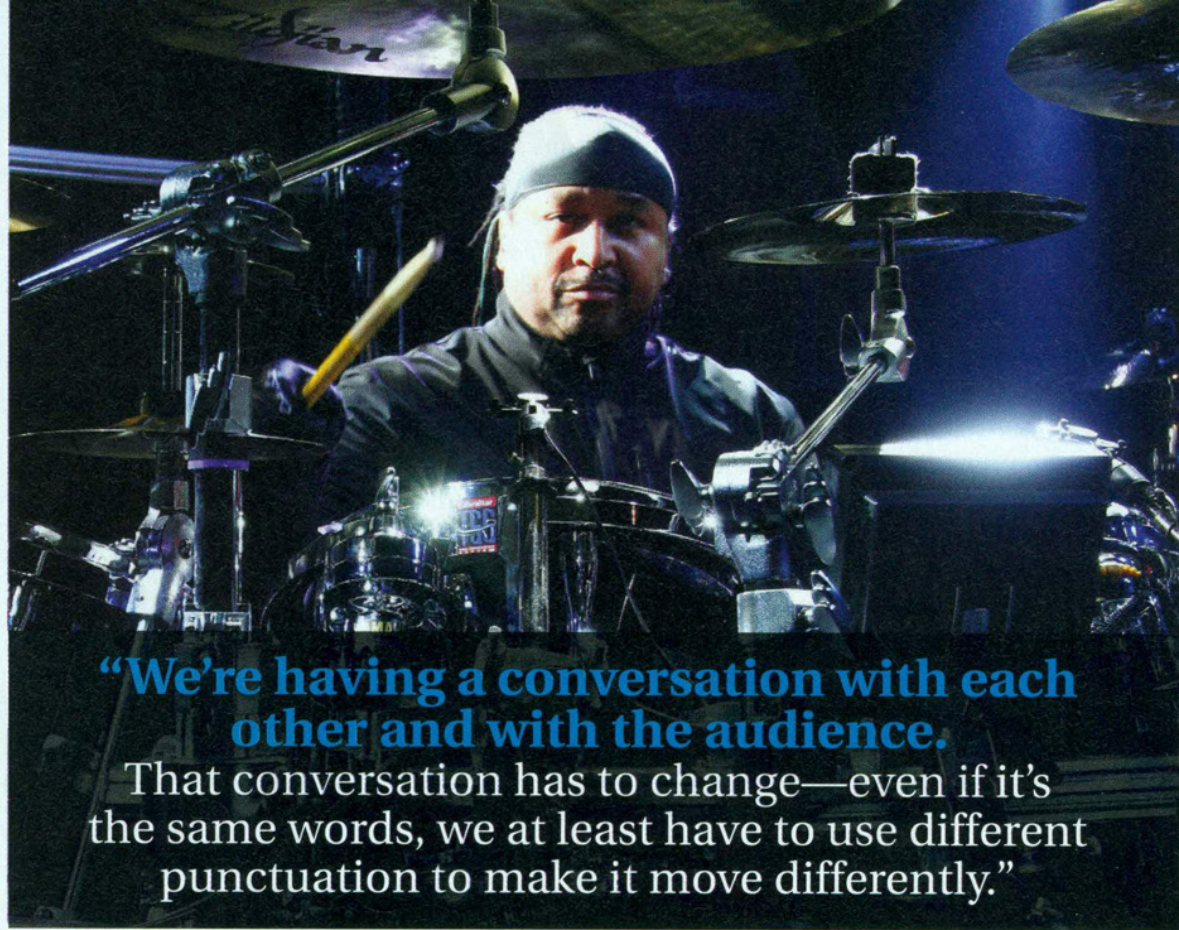 Zildjian
“We’re having a conversation with each
other and with the audience.
That conversation has to change—even if it’s
the same words, we at least have to use different
punctuation to make it move differently.”